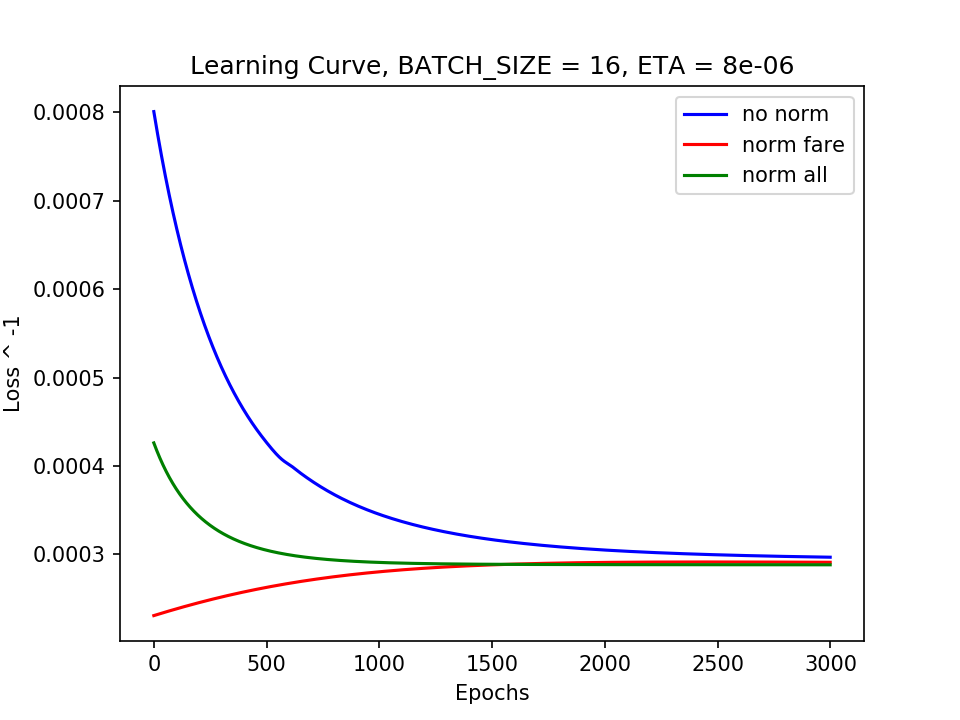 Learning Curve, BATCH_SIZE = 16, ETA = 8e-06
no norm
norm fare
norm all
0.0008
0.0007
0.0006
0.0005
0.0004
0.0003
Loss ^ -1
0
500
1000
1500
2000
2500
3000
Epochs